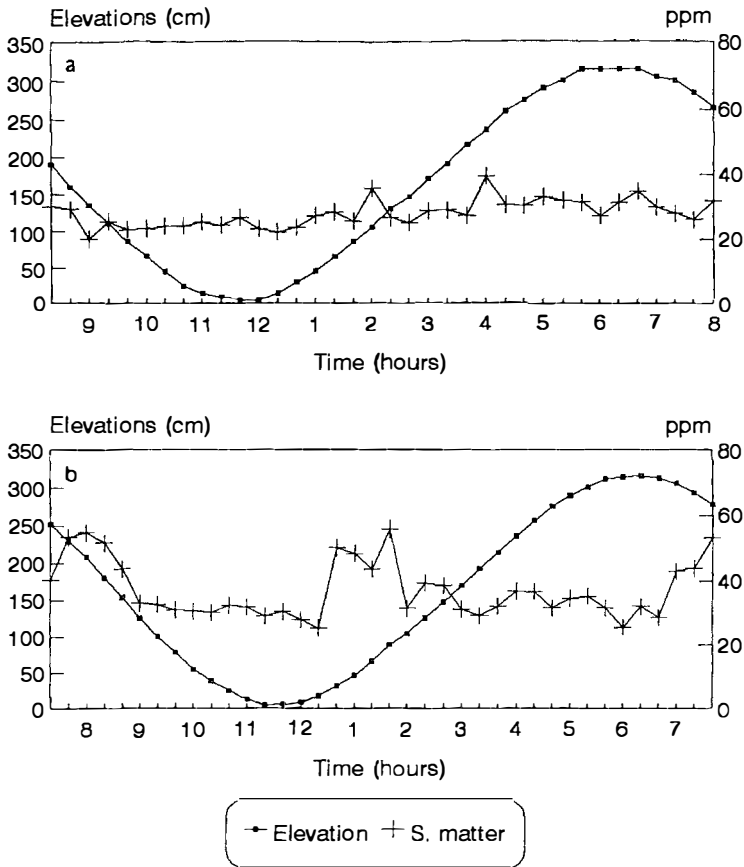 Elevations (cm) ppm
350 80
a
300
250 60
200
150 40
100
50 20
0 0
9 10 11 12 1 2 3 4 5 6 7 8
Time (hours)
Elevations (cm) ppm
350 80
b
300
250 60
200
150 40
100
50 20
0 0
8 9 10 11 12 1 2 3 4 5 6 7
Time (hours)
Elevation S. matter